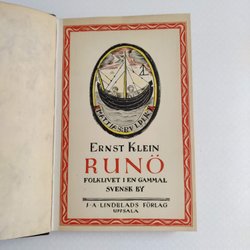 ERNST KLEIN
RUNÖ
FOLKLIVET I EN GAMMAL
SVENSK BY
J·A·LINDBLADS FÖRLAG
UPPSALA